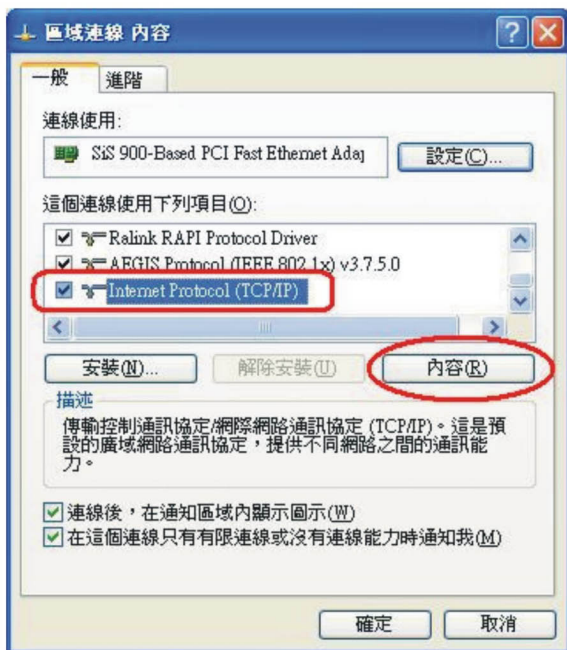 區域連線 內容
一般 進階
連線使用:
SiS 900-Based PCI Fast Ethernet Adap
設定(C)...
這個連線使用下列項目(O):
Ralink RAPI Protocol Driver
AEGIS Protocol (IEEE 802.1x) v3.7.5.0
Internet Protocol (TCP/IP)
安裝(N)... 解除安裝(U) 內容(R)
描述
傳輸控制通訊協定/網際網路通訊協定 (TCP/IP)。這是預
設的廣域網路通訊協定,提供不同網路之間的通訊能
力。
連線後,在通知區域內顯示圖示(W)
在這個連線只有有限連線或沒有連線能力時通知我(M)
確定 取消